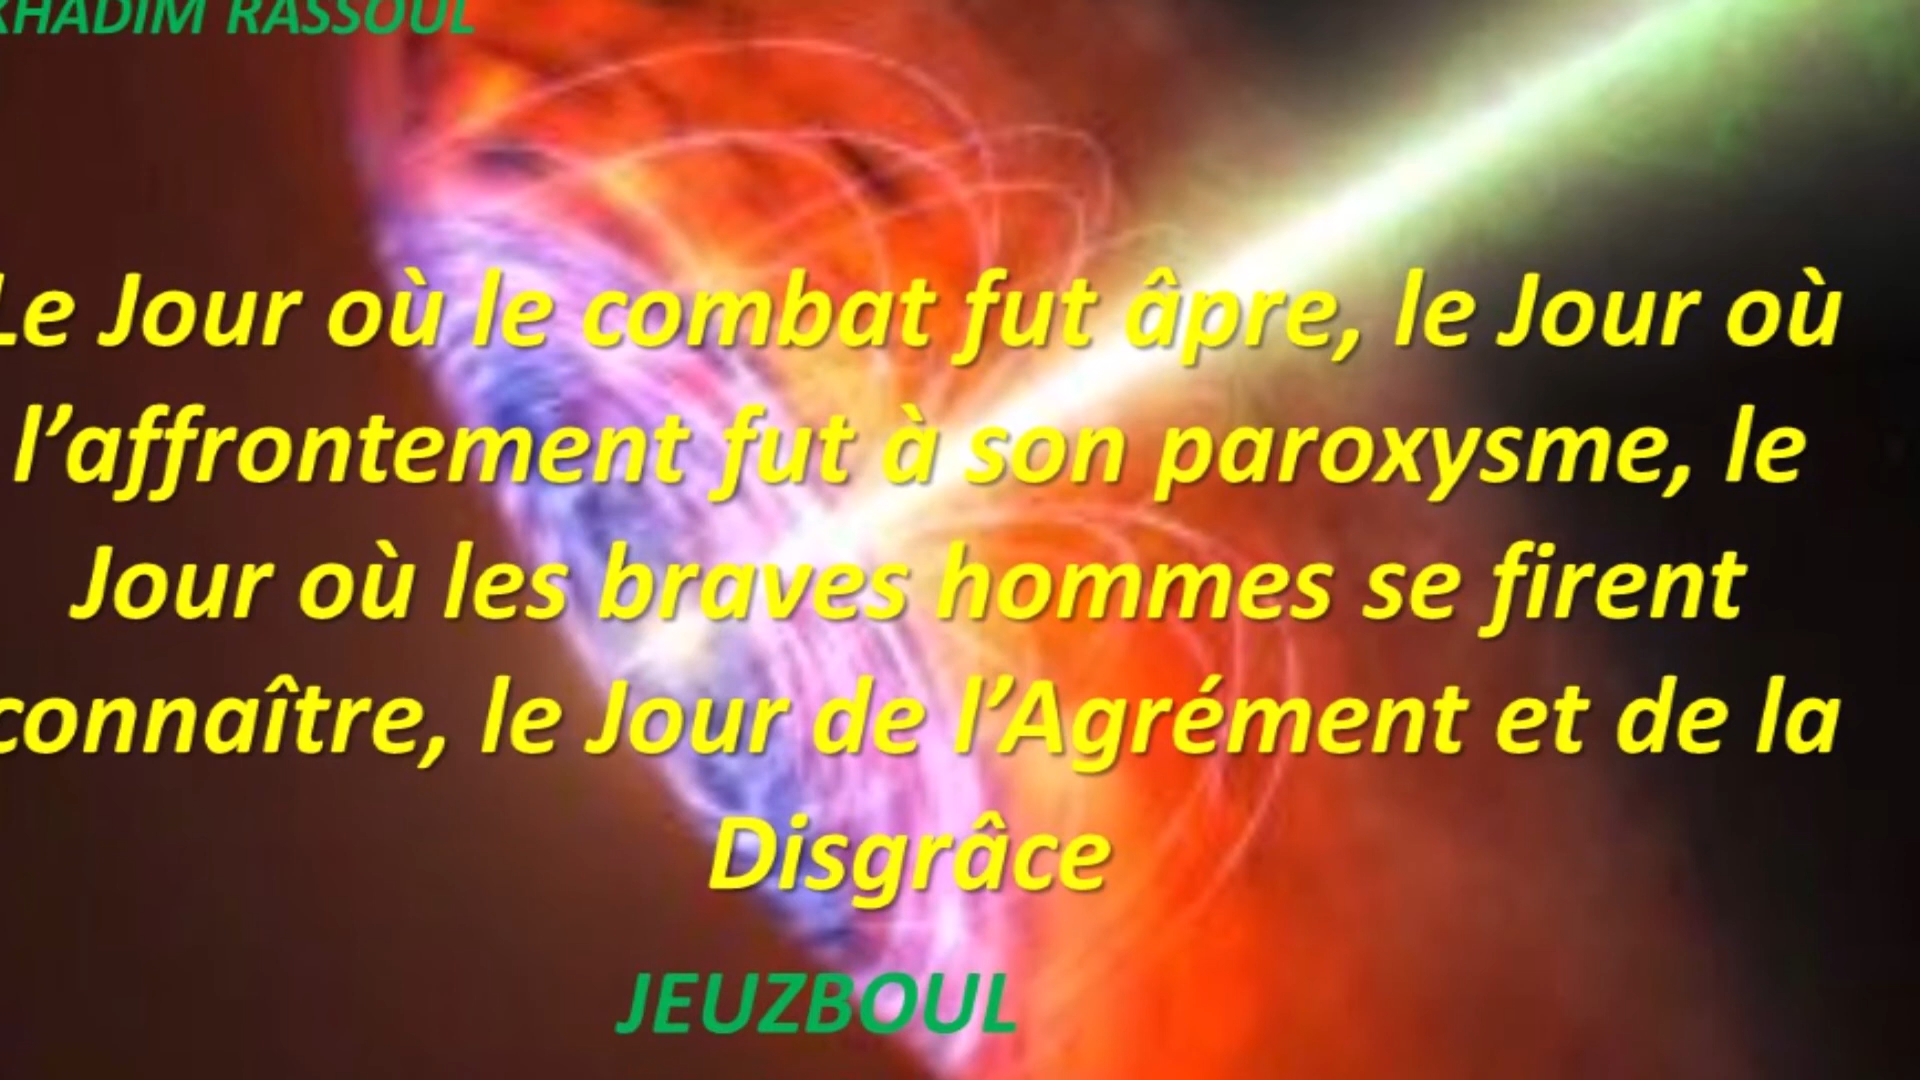 KHADIM RASSOUL
Le Jour où le combat fut âpre, le Jour où
l’affrontement fut à son paroxysme, le
Jour où les braves hommes se firent
connaître, le Jour de l’Agrément et de la
Disgrâce
JEUZBOUL